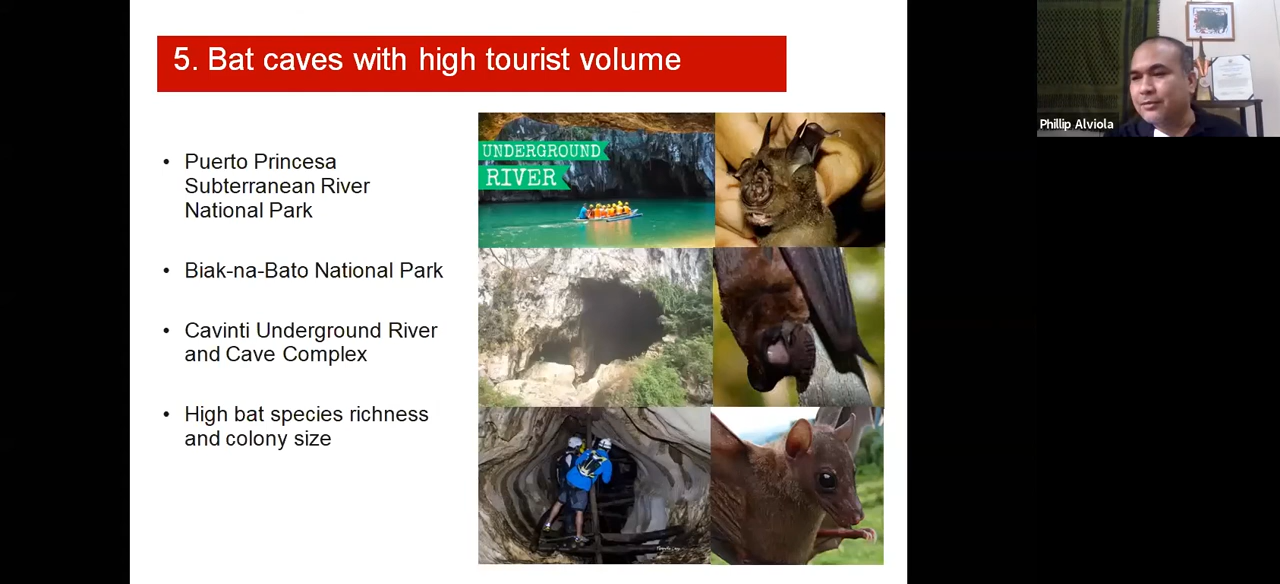 5. Bat caves with high tourist volume
Phillip Alviola
• Puerto Princesa
Subterranean River
National Park
• Biak-na-Bato National Park
• Cavinti Underground River
and Cave Complex
• High bat species richness
and colony size
UNDERGROUND
RIVER